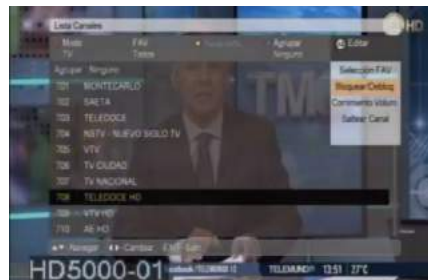 Lista Canales
HD
Modo FAV Agrupar Editar
TV Todos Ninguno
Agrupar Ninguno
Selección FAV
701 MONTECARLO
Bloquear/Desbloq
702 SAETA
703 TELEDOCE
Saltear Canal
704 NSTV - NUEVO SIGLO TV
705 VTV
706 TV CIUDAD
707 TV NACIONAL
708 TELEDOCE HD
709 VTV HD
710 AE HD
Navegar Cambiar EXIT Salir
HD5000-01
TELEMUNDO 13:51 27°C